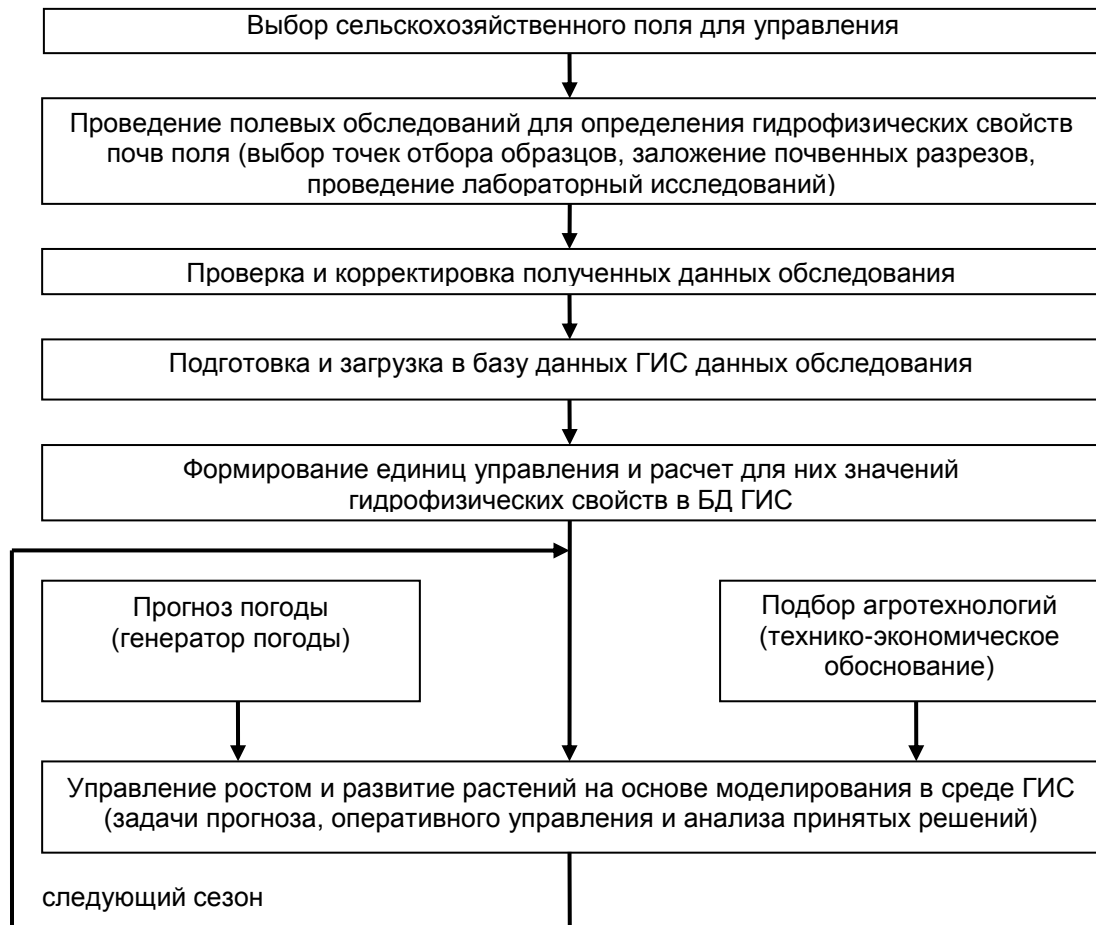 Выбор сельскохозяйственного поля для управления
Проведение полевых обследований для определения гидрофизических свойств
почв поля (выбор точек отбора образцов, заложение почвенных разрезов,
проведение лабораторный исследований)
Проверка и корректировка полученных данных обследования
Подготовка и загрузка в базу данных ГИС данных обследования
Формирование единиц управления и расчет для них значений
гидрофизических свойств в БД ГИС
Прогноз погоды
(генератор погоды)
Подбор агротехнологий
(технико-экономическое
обоснование)
Управление ростом и развитие растений на основе моделирования в среде ГИС
(задачи прогноза, оперативного управления и анализа принятых решений)
следующий сезон